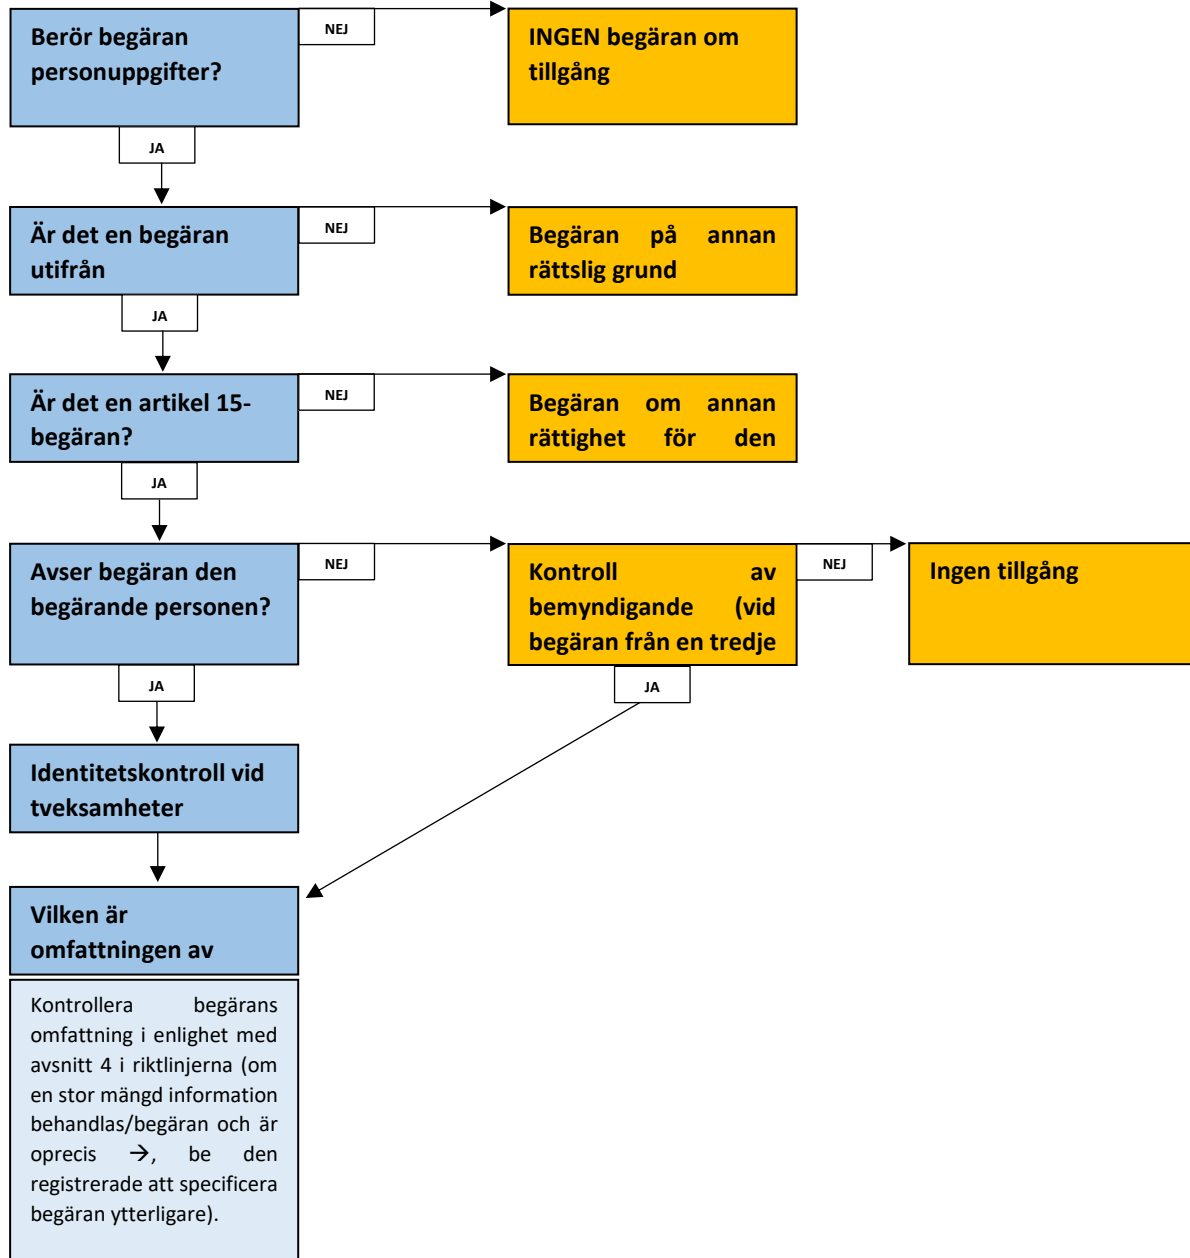 Berör begäran
personuppgifter?
NEJ
INGEN begäran om
tillgång
JA
Är det en begäran
utifrån
NEJ
Begäran på annan
rättslig grund
JA
Är det en artikel 15-
begäran?
NEJ
Begäran om annan
rättighet för den
JA
Avser begäran den
begärande personen?
NEJ
Kontroll av
bemyndigande (vid
begäran från en tredje
NEJ
Ingen tillgång
JA
JA
Identitetskontroll vid
tveksamheter
Vilken är
omfattningen av
Kontrollera begärans
omfattning i enlighet med
avsnitt 4 i riktlinjerna (om
en stor mängd information
behandlas/begäran och är
oprecis →, be den
registrerade att specificera
begäran ytterligare).